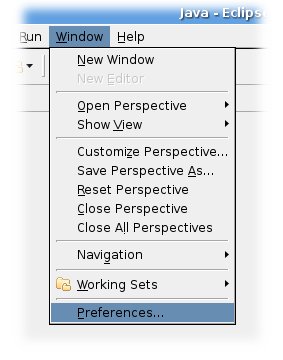 Java - Eclipse
Run Window Help
New Window
New Editor
Open Perspective
Show View
Customize Perspective...
Save Perspective As...
Reset Perspective
Close Perspective
Close All Perspectives
Navigation
Working Sets
Preferences...